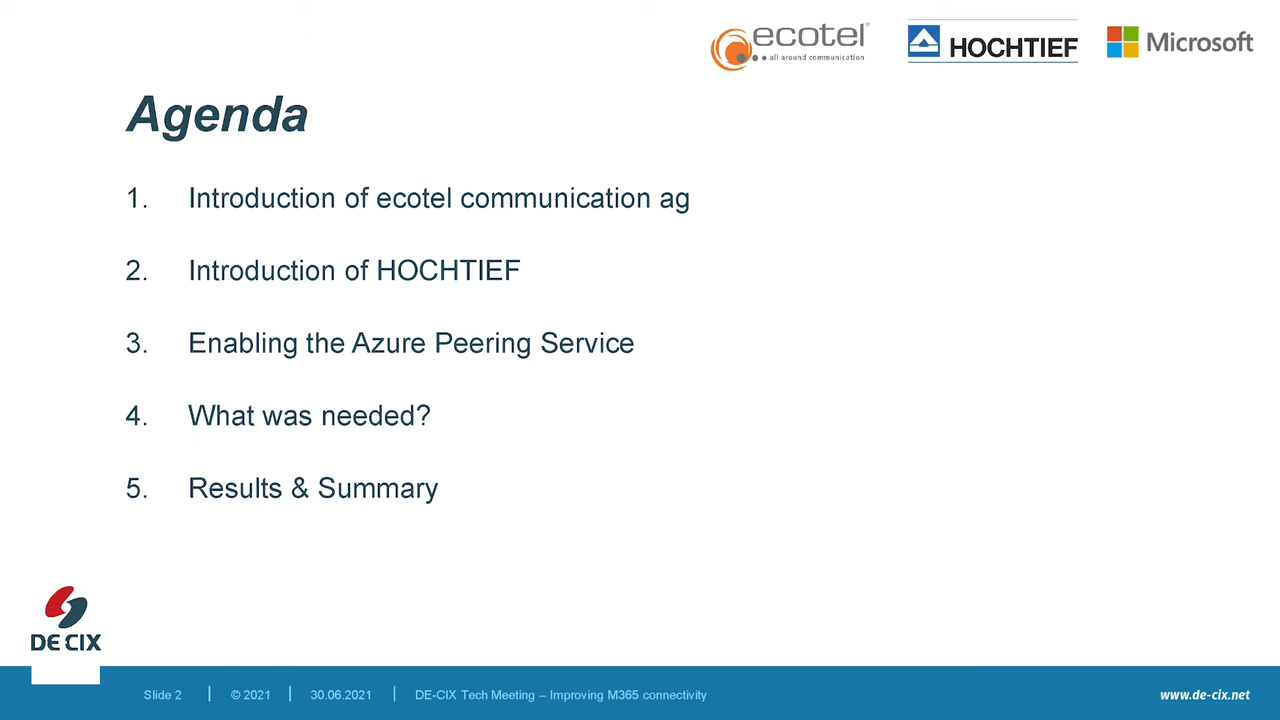 ecotel®
all around communication
HOCHTIEF
Microsoft
Agenda
1. Introduction of ecotel communication ag
2. Introduction of HOCHTIEF
3. Enabling the Azure Peering Service
4. What was needed?
5. Results & Summary
DE CIX
Slide 2 | © 2021 | 30.06.2021 | DE-CIX Tech Meeting – Improving M365 connectivity
www.de-cix.net